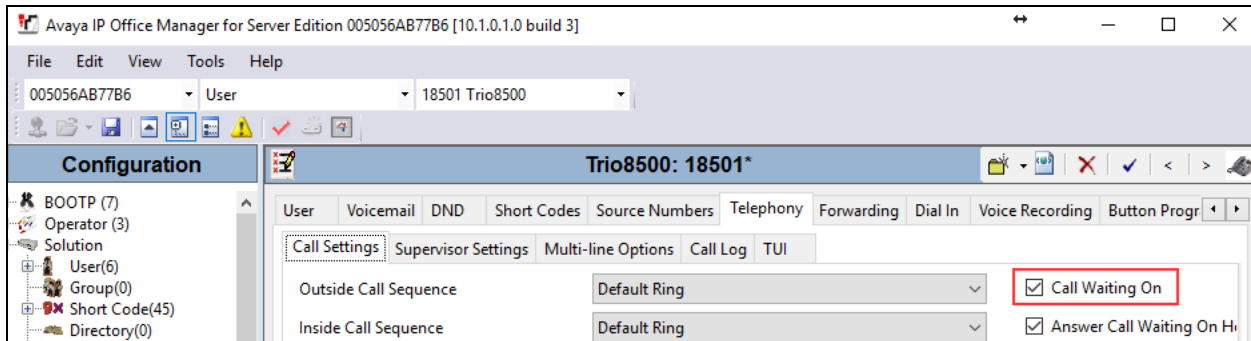 Avaya IP Office Manager for Server Edition 005056AB77B6 [10.1.0.1.0 build 3]
File Edit View Tools Help
005056AB77B6 User 18501 Trio8500
Configuration Trio8500: 18501*
BOOTP (7)
Operator (3)
Solution
User(6)
Group(0)
Short Code(45)
Directory(0)
User Voicemail DND Short Codes Source Numbers Telephony Forwarding Dial In Voice Recording Button Progr
Call Settings Supervisor Settings Multi-line Options Call Log TUI
Outside Call Sequence Default Ring Call Waiting On
Inside Call Sequence Default Ring Answer Call Waiting On